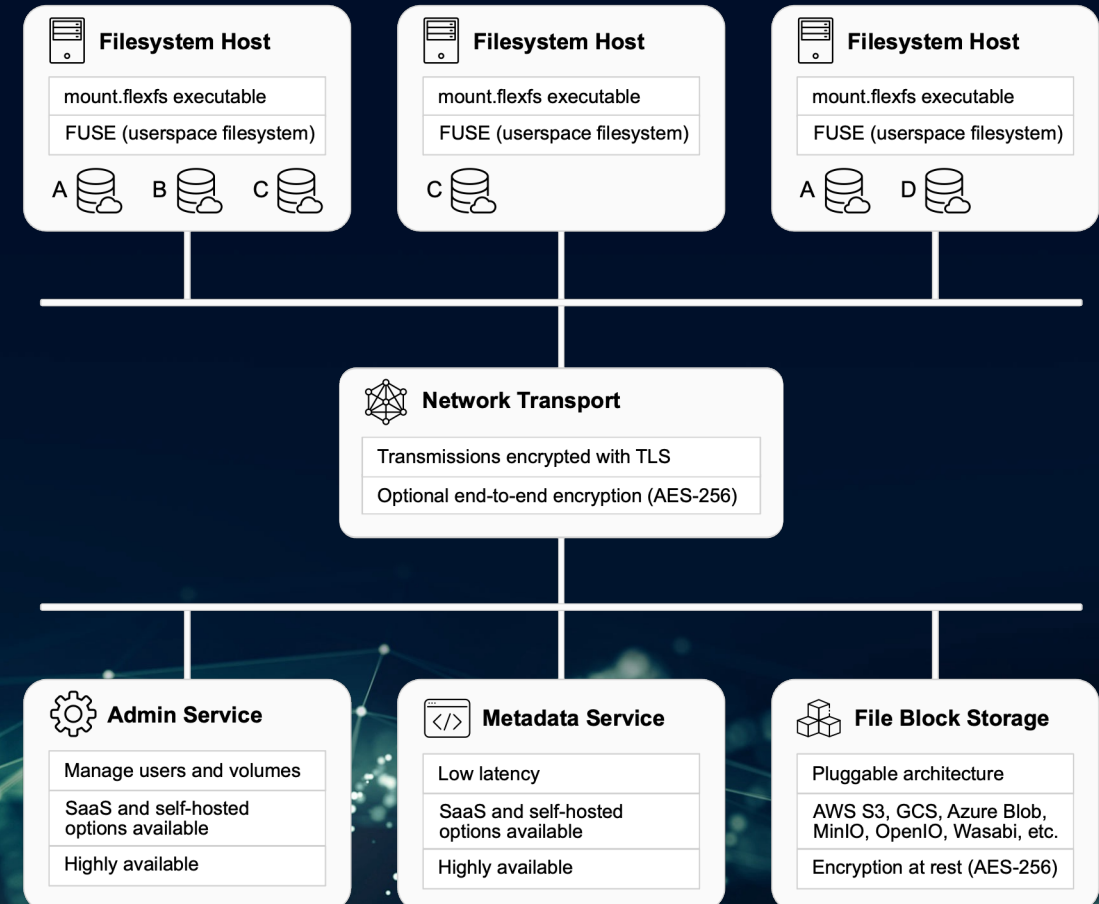 Filesystem Host
mount.flexfs executable
FUSE (userspace filesystem)
A
B
C
Filesystem Host
mount.flexfs executable
FUSE (userspace filesystem)
C
Filesystem Host
mount.flexfs executable
FUSE (userspace filesystem)
A
D
Network Transport
Transmissions encrypted with TLS
Optional end-to-end encryption (AES-256)
Admin Service
Manage users and volumes
SaaS and self-hosted
options available
Highly available
</> Metadata Service
Low latency
SaaS and self-hosted
options available
Highly available
File Block Storage
Pluggable architecture
AWS S3, GCS, Azure Blob,
MinIO, OpenIO, Wasabi, etc.
Encryption at rest (AES-256)